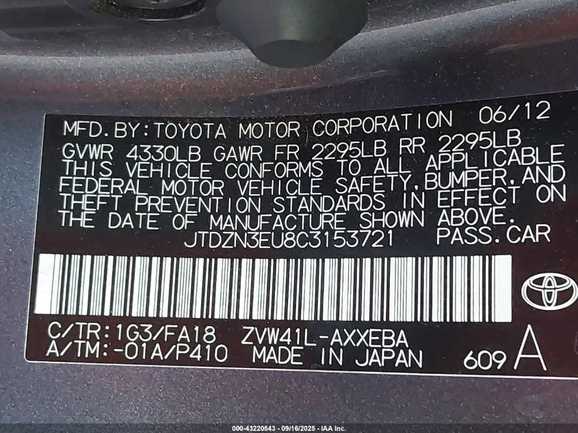 MFD. BY: TOYOTA MOTOR CORPORATION 06/12
GVWR 4330LB GAWR FR 2295LB RR 2295LB
THIS VEHICLE CONFORMS TO ALL APPLICABLE
FEDERAL MOTOR VEHICLE SAFETY, BUMPER, AND
THEFT PREVENTION STANDARDS IN EFFECT ON
THE DATE OF MANUFACTURE SHOWN ABOVE.
JTDZN3EU8C3153721 PASS. CAR
TOYOTA
C/TR: 1G3/FA18 ZVW41L-AXXEBA
A/TM: -01A/P410 MADE IN JAPAN 609 A
000-43220543 - 09/16/2025 - IAA Inc.